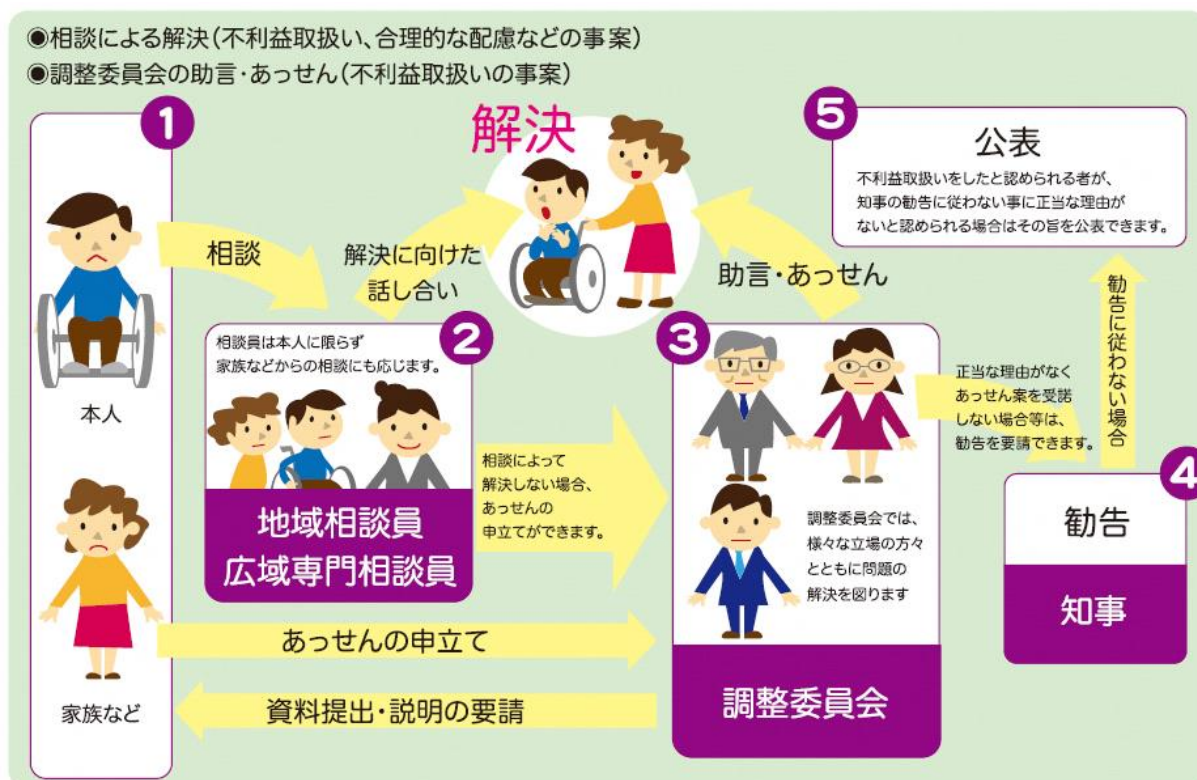 ◉相談による解決(不利益取扱い、合理的な配慮などの事案)
◉調整委員会の助言・あっせん(不利益取扱いの事案)
1
本人
家族など
相談
解決に向けた
話し合い
解決
助言・あっせん
5
公表
不利益取扱いをしたと認められる者が、
知事の勧告に従わない事に正当な理由が
ないと認められる場合はその旨を公表できます。
2
相談員は本人に限らず
家族などからの相談にも応じます。
地域相談員
広域専門相談員
相談によって
解決しない場合、
あっせんの
申立てができます。
3
調整委員会では、
様々な立場の方々
とともに問題の
解決を図ります
調整委員会
正当な理由がなく
あっせん案を受諾
しない場合等は、
勧告を要請できます。
勧告に従わない場合
4
勧告
知事
あっせんの申立て
資料提出・説明の要請